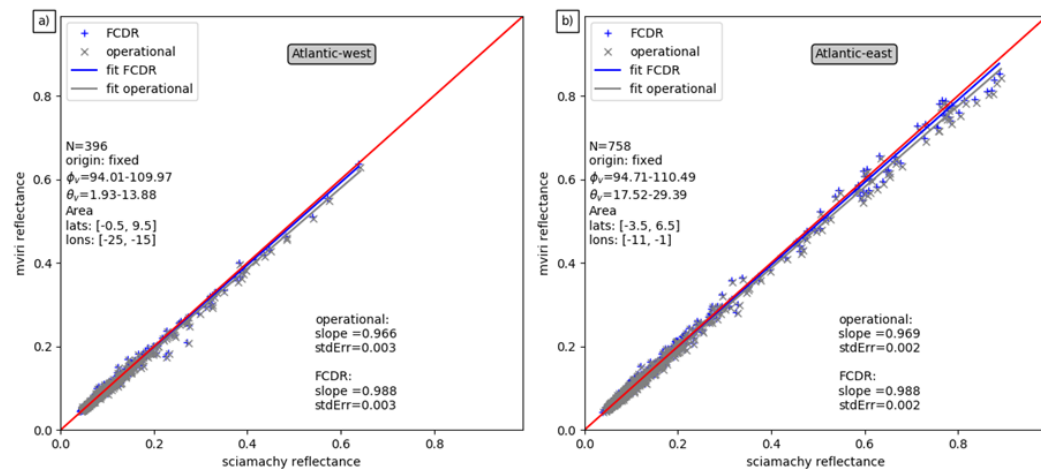 a)
FCDR
operational
fit FCDR
fit operational
Atlantic-west
N=396
origin: fixed
ϕᵥ=94.01-109.97
θᵥ=1.93-13.88
Area
lats: [-0.5, 9.5]
lons: [-25, -15]
operational:
slope =0.966
stdErr=0.003
FCDR:
slope =0.988
stdErr=0.003
mviri reflectance
0.8
0.6
0.4
0.2
0.0
0.0 0.2 0.4 0.6 0.8
sciamachy reflectance
b)
FCDR
operational
fit FCDR
fit operational
Atlantic-east
N=758
origin: fixed
ϕᵥ=94.71-110.49
θᵥ=17.52-29.39
Area
lats: [-3.5, 6.5]
lons: [-11, -1]
operational:
slope =0.969
stdErr=0.002
FCDR:
slope =0.988
stdErr=0.002
mviri reflectance
0.8
0.6
0.4
0.2
0.0
0.0 0.2 0.4 0.6 0.8
sciamachy reflectance